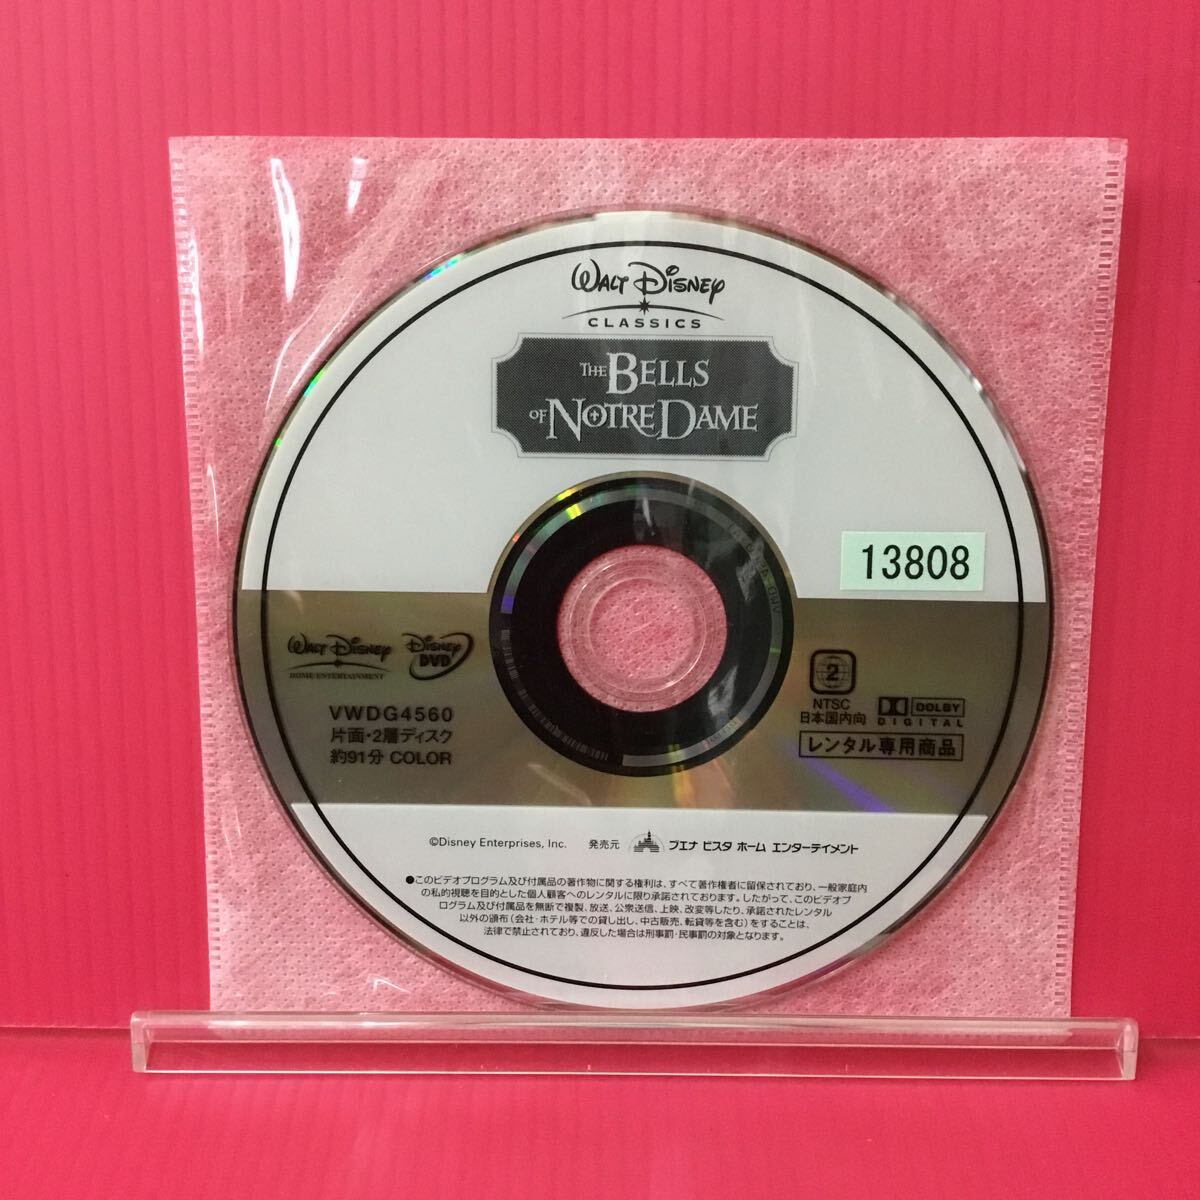 WALT DISNEY
CLASSICS
THE BELLS
OF NOTRE DAME
13808
WALT DISNEY
HOME ENTERTAINMENT
DISNEY
DVD
VWDG4560
片面・2層ディスク
約91分 COLOR
2
NTSC
日本国内向
DOLBY
DIGITAL
レンタル専用商品
©Disney Enterprises, Inc. 発売元 ブエナ ビスタ ホーム エンターテイメント
●このビデオプログラム及び付属品の著作物に関する権利は、すべて著作権者に留保されており、一般家庭内
の私的視聴を目的とした個人顧客へのレンタルに限り承諾されております。したがって、このビデオプ
ログラム及び付属品を無断で複製、放送、公衆送信、上映、改変等したり、承諾されたレンタル
以外の頒布(会社・ホテル等での貸し出し、中古販売、転貸等を含む)をすることは、
法律で禁止されており、違反した場合は刑事罰・民事罰の対象となります。